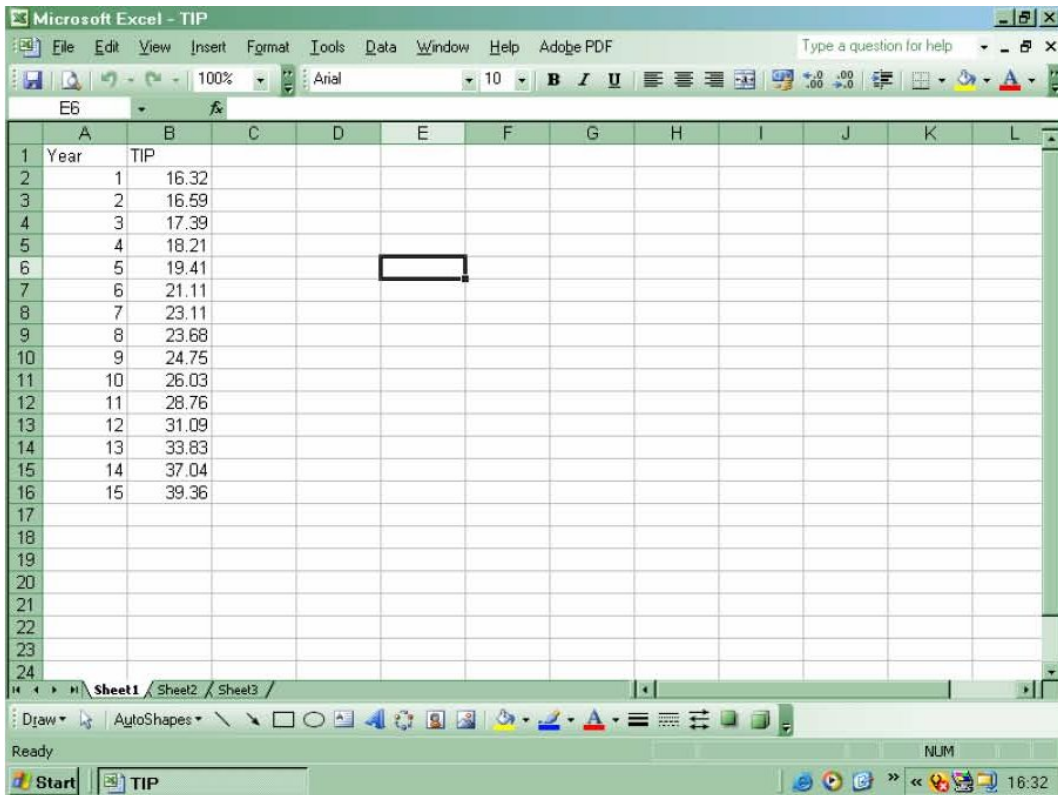 Microsoft Excel - TIP
File Edit View Insert Format Tools Data Window Help Adobe PDF Type a question for help
100% Arial 10 B I U
E6 fx
A B C D E F G H I J K L
1 Year TIP
2 1 16.32
3 2 16.59
4 3 17.39
5 4 18.21
6 5 19.41
7 6 21.11
8 7 23.11
9 8 23.68
10 9 24.75
11 10 26.03
12 11 28.76
13 12 31.09
14 13 33.83
15 14 37.04
16 15 39.36
17
18
19
20
21
22
23
24
Sheet1 Sheet2 Sheet3
Draw AutoShapes
Ready NUM
Start TIP 16:32